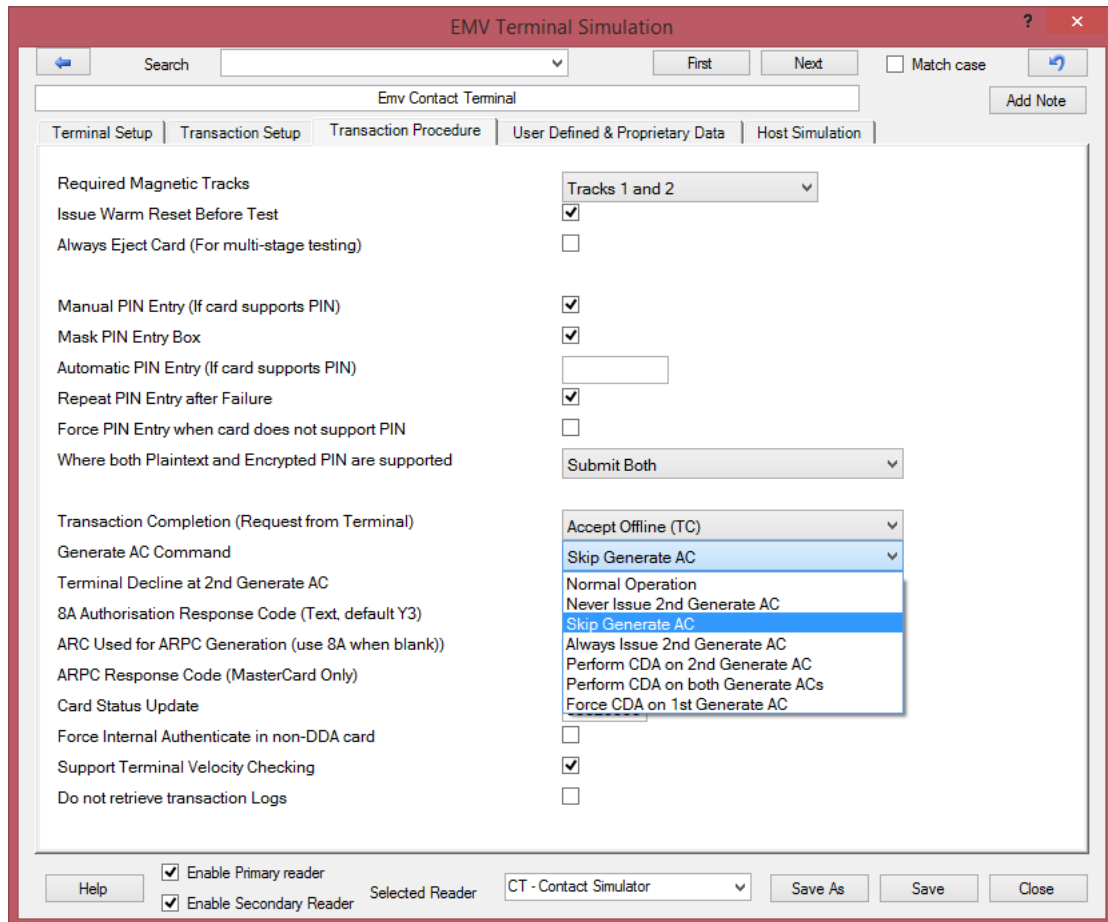 EMV Terminal Simulation
?
Search
First
Next
Match case
Emv Contact Terminal
Add Note
Terminal Setup
Transaction Setup
Transaction Procedure
User Defined & Proprietary Data
Host Simulation
Required Magnetic Tracks
Tracks 1 and 2
Issue Warm Reset Before Test
Always Eject Card (For multi-stage testing)
Manual PIN Entry (If card supports PIN)
Mask PIN Entry Box
Automatic PIN Entry (If card supports PIN)
Repeat PIN Entry after Failure
Force PIN Entry when card does not support PIN
Where both Plaintext and Encrypted PIN are supported
Submit Both
Transaction Completion (Request from Terminal)
Accept Offline (TC)
Generate AC Command
Skip Generate AC
Normal Operation
Never Issue 2nd Generate AC
Skip Generate AC
Always Issue 2nd Generate AC
Perform CDA on 2nd Generate AC
Perform CDA on both Generate ACs
Force CDA on 1st Generate AC
Terminal Decline at 2nd Generate AC
8A Authorisation Response Code (Text, default Y3)
ARC Used for ARPC Generation (use 8A when blank))
ARPC Response Code (MasterCard Only)
Card Status Update
Force Internal Authenticate in non-DDA card
Support Terminal Velocity Checking
Do not retrieve transaction Logs
Help
Enable Primary reader
Enable Secondary Reader
Selected Reader
CT - Contact Simulator
Save As
Save
Close